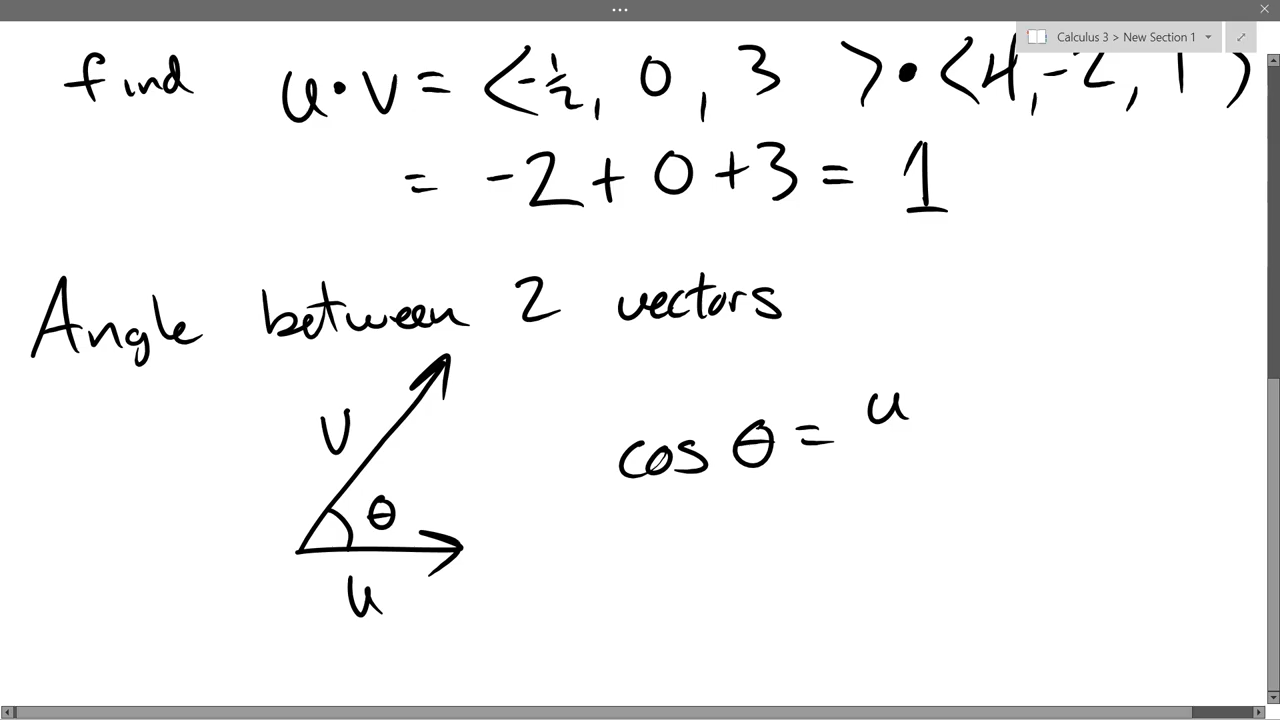 Calculus 3 > New Section 1
find u·v = <-½, 0, 3> • <4, -2, 1>
= -2 + 0 + 3 = 1
Angle between 2 vectors
v
cos θ = u
θ
u